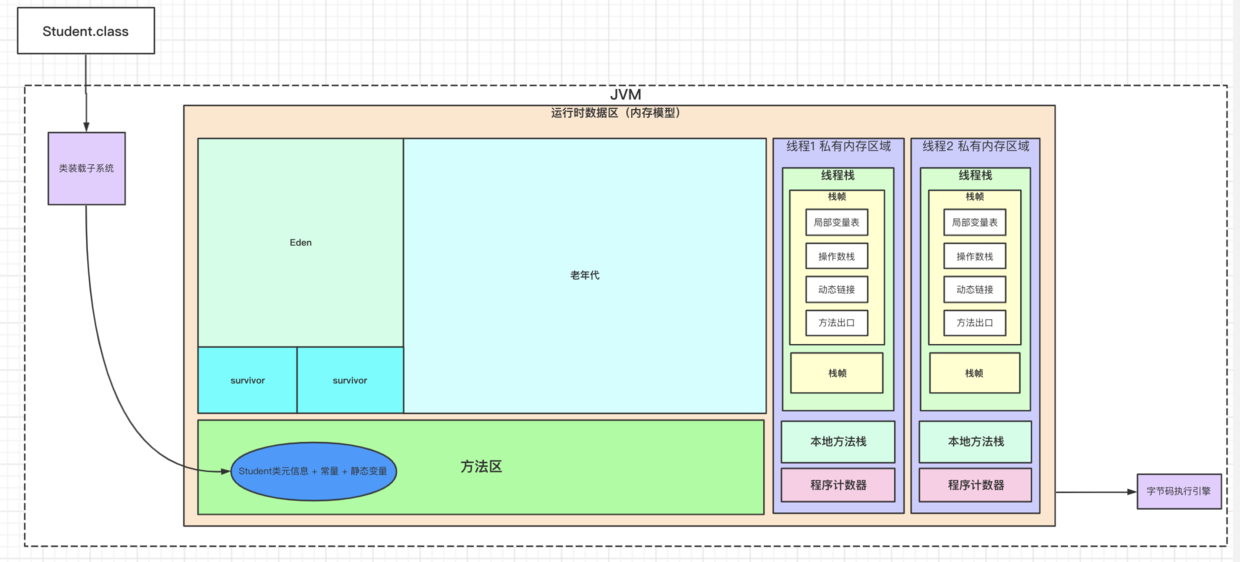 Student.class
JVM
运行时数据区（内存模型）
类装载子系统
Eden
survivor
survivor
老年代
方法区
Student类元信息 + 常量 + 静态变量
线程1 私有内存区域
线程栈
栈帧
局部变量表
操作数栈
动态链接
方法出口
栈帧
本地方法栈
程序计数器
线程2 私有内存区域
线程栈
栈帧
局部变量表
操作数栈
动态链接
方法出口
栈帧
本地方法栈
程序计数器
字节码执行引擎